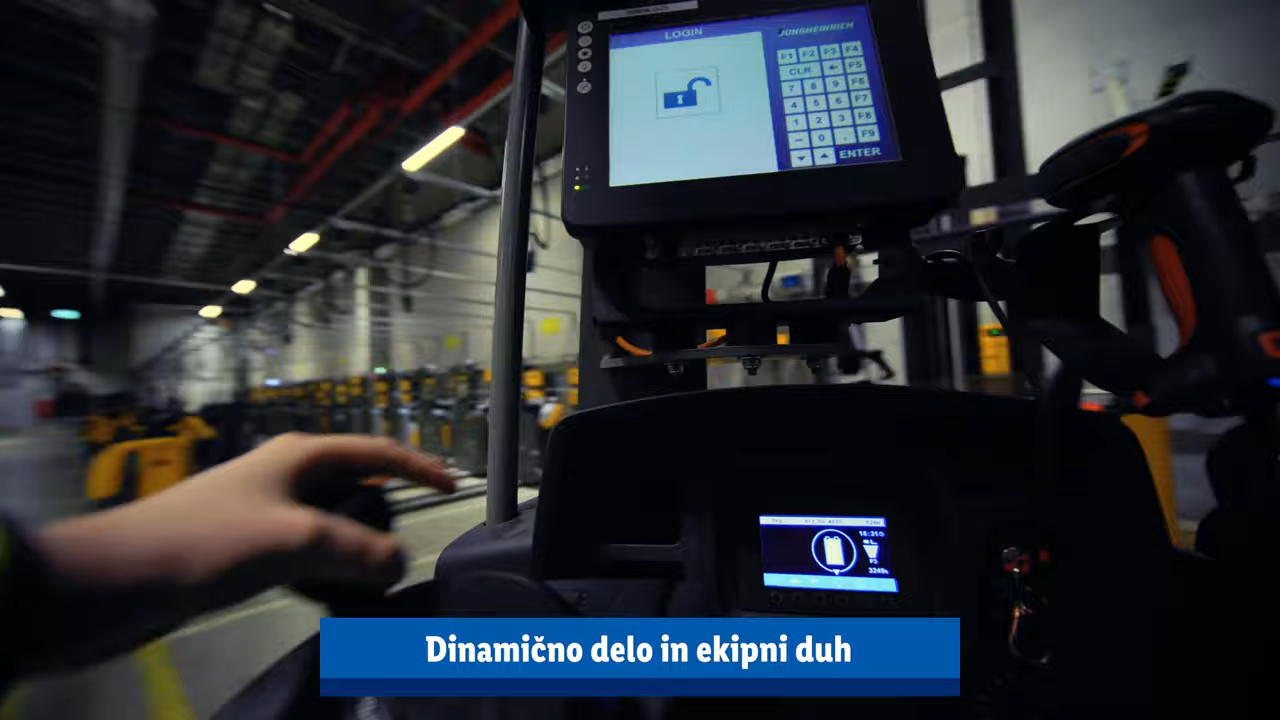 LOGIN
JUNGHEINRICH
F1 F2 F3 F4
CLR ← F5
7 8 9 F6
4 5 6 F7
1 2 3 F8
– 0 . F9
ENTER
3249h
Dinamično delo in ekipni duh